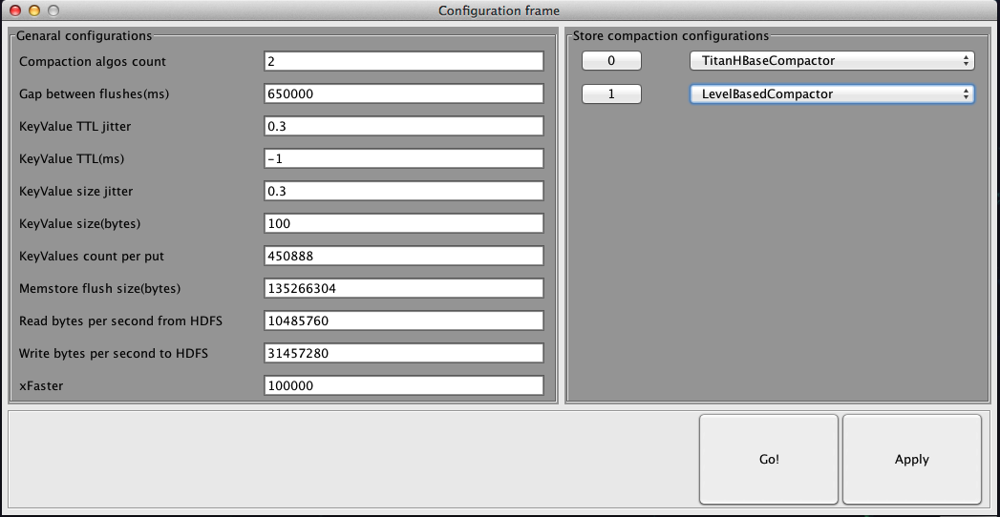 Configuration frame
Genaral configurations
Compaction algos count 2
Gap between flushes(ms) 650000
KeyValue TTL jitter 0.3
KeyValue TTL(ms) -1
KeyValue size jitter 0.3
KeyValue size(bytes) 100
KeyValues count per put 450888
Memstore flush size(bytes) 135266304
Read bytes per second from HDFS 10485760
Write bytes per second to HDFS 31457280
xFaster 100000
Store compaction configurations
0 TitanHBaseCompactor
1 LevelBasedCompactor
Go! Apply